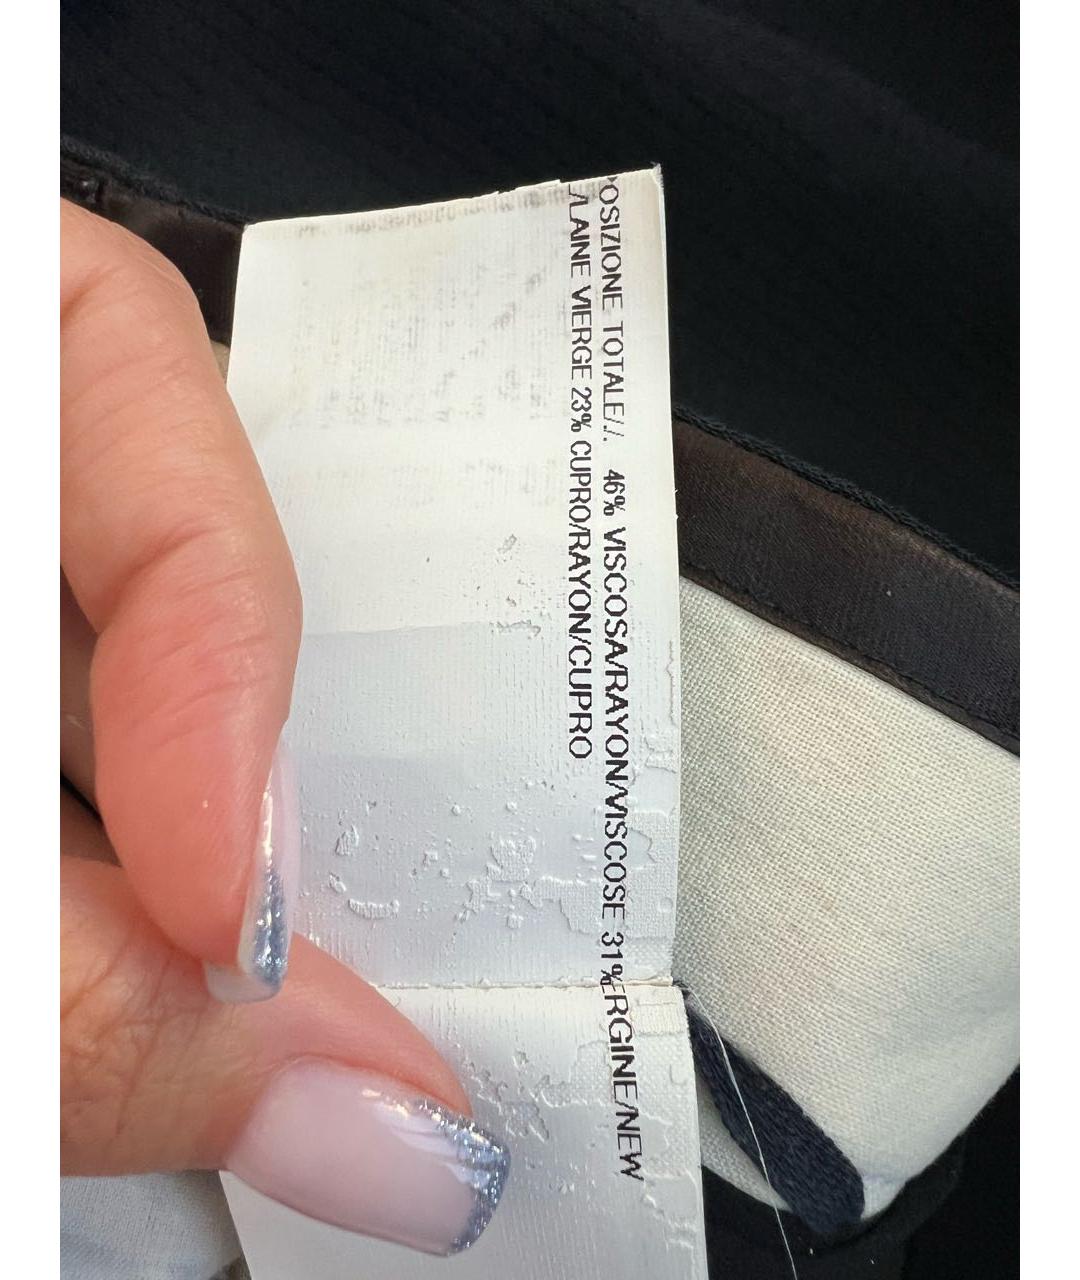 OSIZIONE TOTALE//. 46% VISCOSA/RAYON/VISCOSE 31% ERGINE/NEW
/LAINE VIERGE 23% CUPRO/RAYON/CUPRO